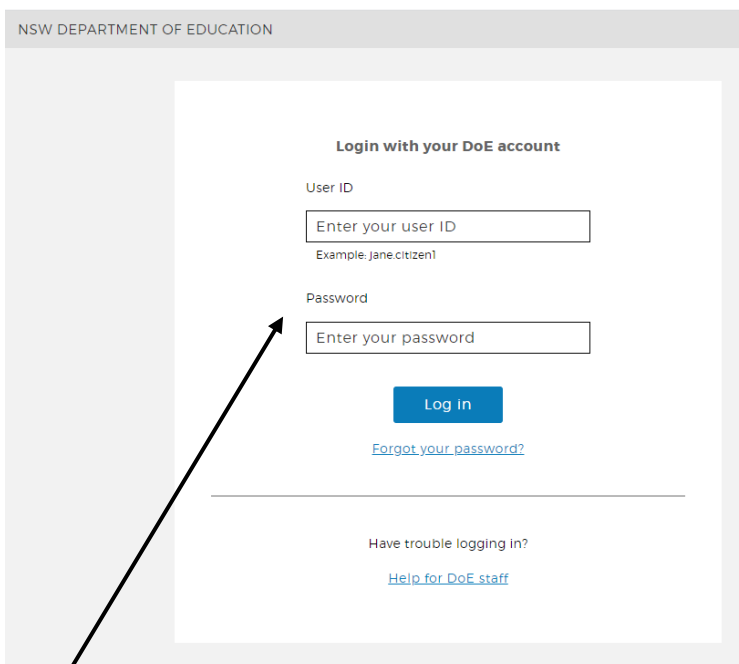 NSW DEPARTMENT OF EDUCATION
Login with your DoE account
User ID
Enter your user ID
Example: jane.citizen1
Password
Enter your password
Log in
Forgot your password?
Have trouble logging in?
Help for DoE staff